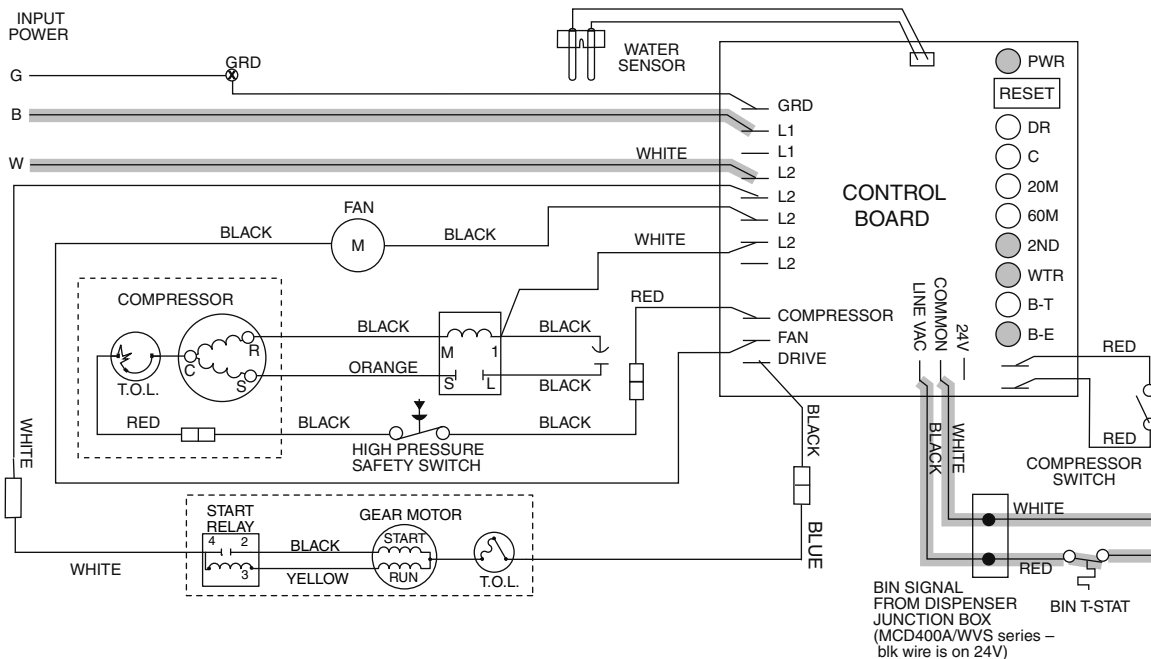 INPUT
POWER
G
GRD
B
W
WHITE
WATER
SENSOR
GRD
L1
L1
L2
L2
L2
L2
L2
CONTROL
BOARD
PWR
RESET
DR
C
20M
60M
2ND
WTR
B-T
B-E
FAN
M
BLACK
BLACK
WHITE
RED
COMPRESSOR
FAN
DRIVE
LINE VAC
COMMON
24V
RED
RED
COMPRESSOR
SWITCH
COMPRESSOR
T.O.L.
C
R
S
BLACK
ORANGE
M
1
S
L
BLACK
BLACK
RED
BLACK
BLACK
HIGH PRESSURE
SAFETY SWITCH
WHITE
WHITE
START
RELAY
4
2
3
BLACK
YELLOW
GEAR MOTOR
START
RUN
T.O.L.
BLACK
BLUE
BLACK
WHITE
WHITE
RED
BIN T-STAT
BIN SIGNAL
FROM DISPENSER
JUNCTION BOX
(MCD400A/WVS series –
blk wire is on 24V)